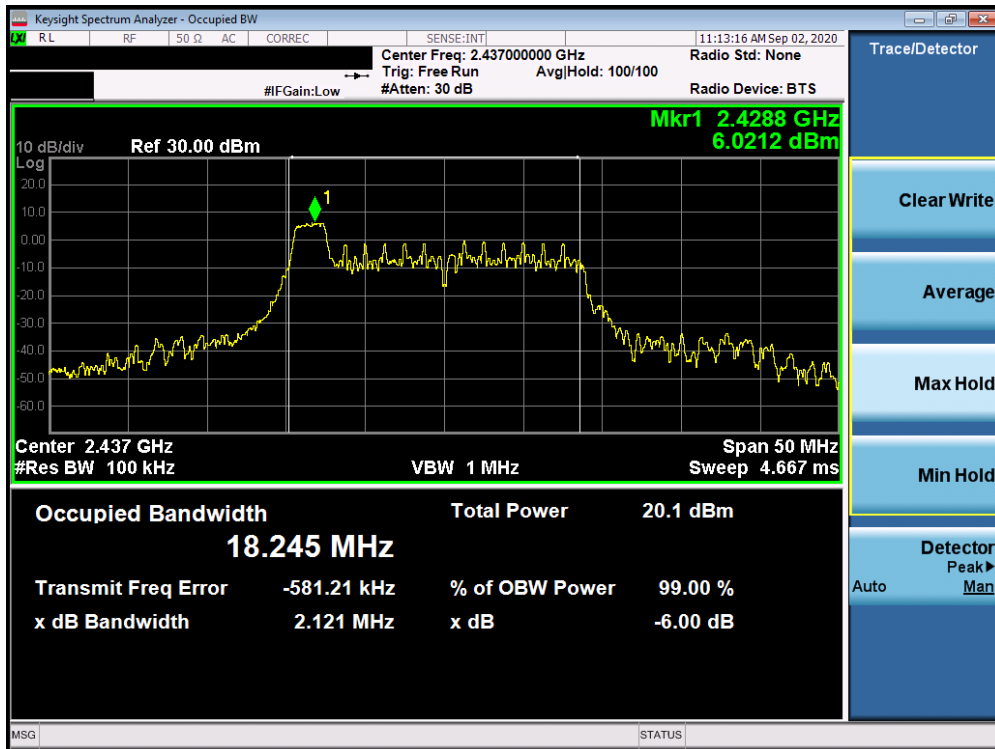 Keysight Spectrum Analyzer - Occupied BW
LXI RL RF 50 Ω AC CORREC SENSE:INT 11:13:16 AM Sep 02, 2020
Center Freq: 2.437000000 GHz Radio Std: None
Trig: Free Run Avg|Hold: 100/100
#IFGain:Low #Atten: 30 dB Radio Device: BTS
Mkr1 2.4288 GHz
6.0212 dBm
10 dB/div Ref 30.00 dBm
Log
20.0
1
10.0
0.00
-10.0
-20.0
-30.0
-40.0
-50.0
-60.0
Center 2.437 GHz Span 50 MHz
#Res BW 100 kHz VBW 1 MHz Sweep 4.667 ms
Occupied Bandwidth Total Power 20.1 dBm
18.245 MHz
Transmit Freq Error -581.21 kHz % of OBW Power 99.00 %
x dB Bandwidth 2.121 MHz x dB -6.00 dB
MSG STATUS
Trace/Detector
Clear Write
Average
Max Hold
Min Hold
Detector
Peak▶
Auto Man